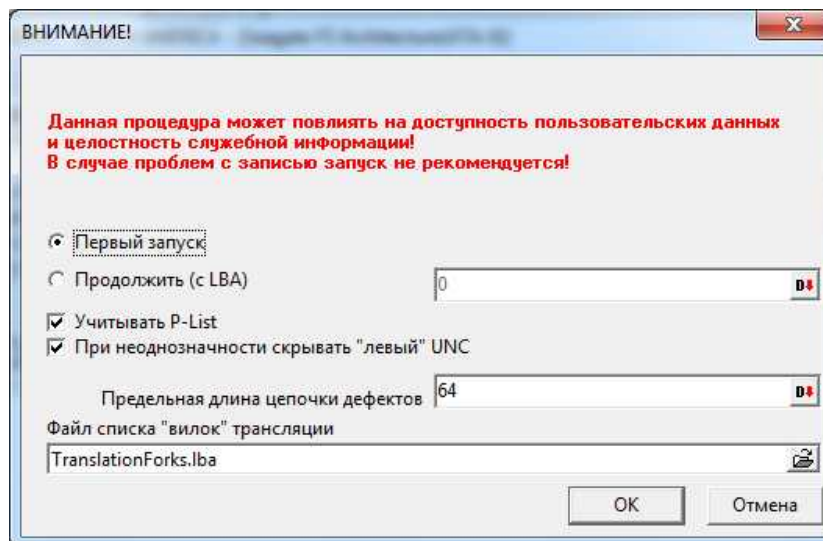 ВНИМАНИЕ!
Данная процедура может повлиять на доступность пользовательских данных
и целостность служебной информации!
В случае проблем с записью запуск не рекомендуется!
Первый запуск
Продолжить (с LBA)
0
D
Учитывать P-List
При неоднозначности скрывать "левый" UNC
Предельная длина цепочки дефектов
64
D
Файл списка "вилок" трансляции
TranslationForks.lba
OK
Отмена